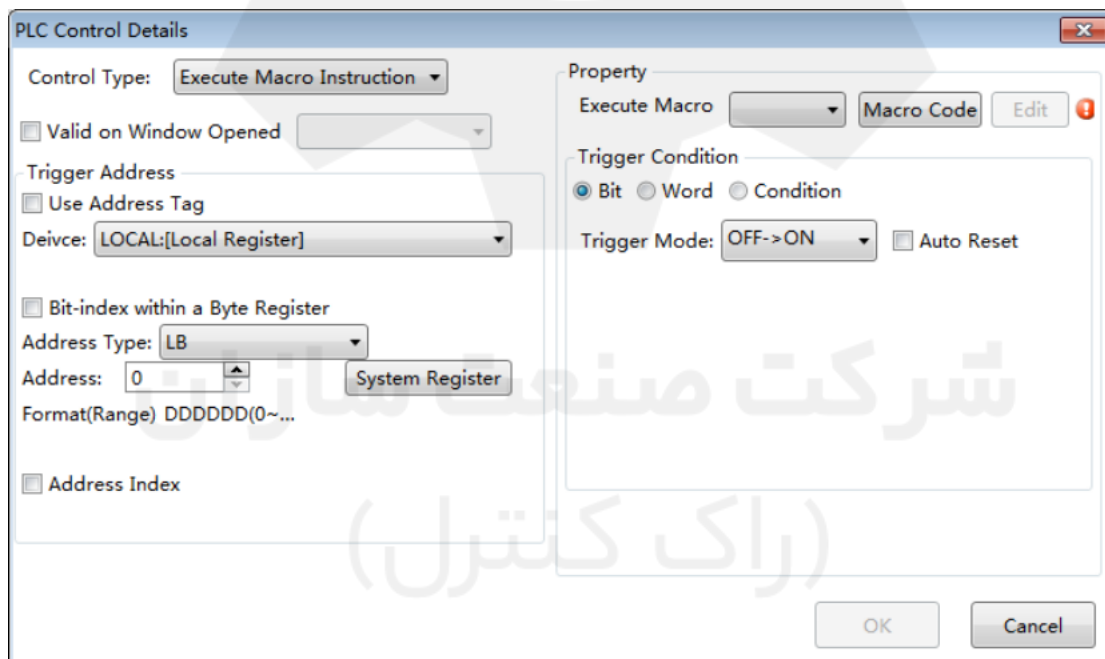 PLC Control Details
Control Type: Execute Macro Instruction
Valid on Window Opened
Trigger Address
Use Address Tag
Deivce: LOCAL:[Local Register]
Bit-index within a Byte Register
Address Type: LB
Address: 0 System Register
Format(Range) DDDDDD(0~...
Address Index
Property
Execute Macro Macro Code Edit
Trigger Condition
Bit Word Condition
Trigger Mode: OFF->ON Auto Reset
OK Cancel
شرکت صنعت سازان
(راک کنترل)